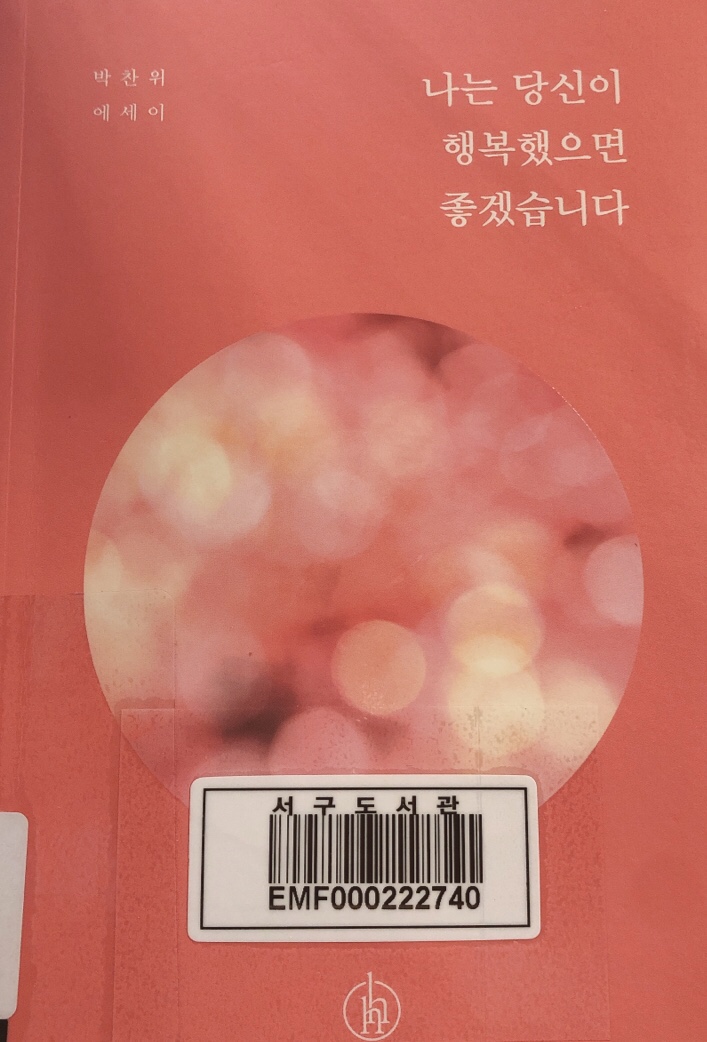 박찬위
에세이
나는 당신이
행복했으면
좋겠습니다
서구도서관
EMF000222740